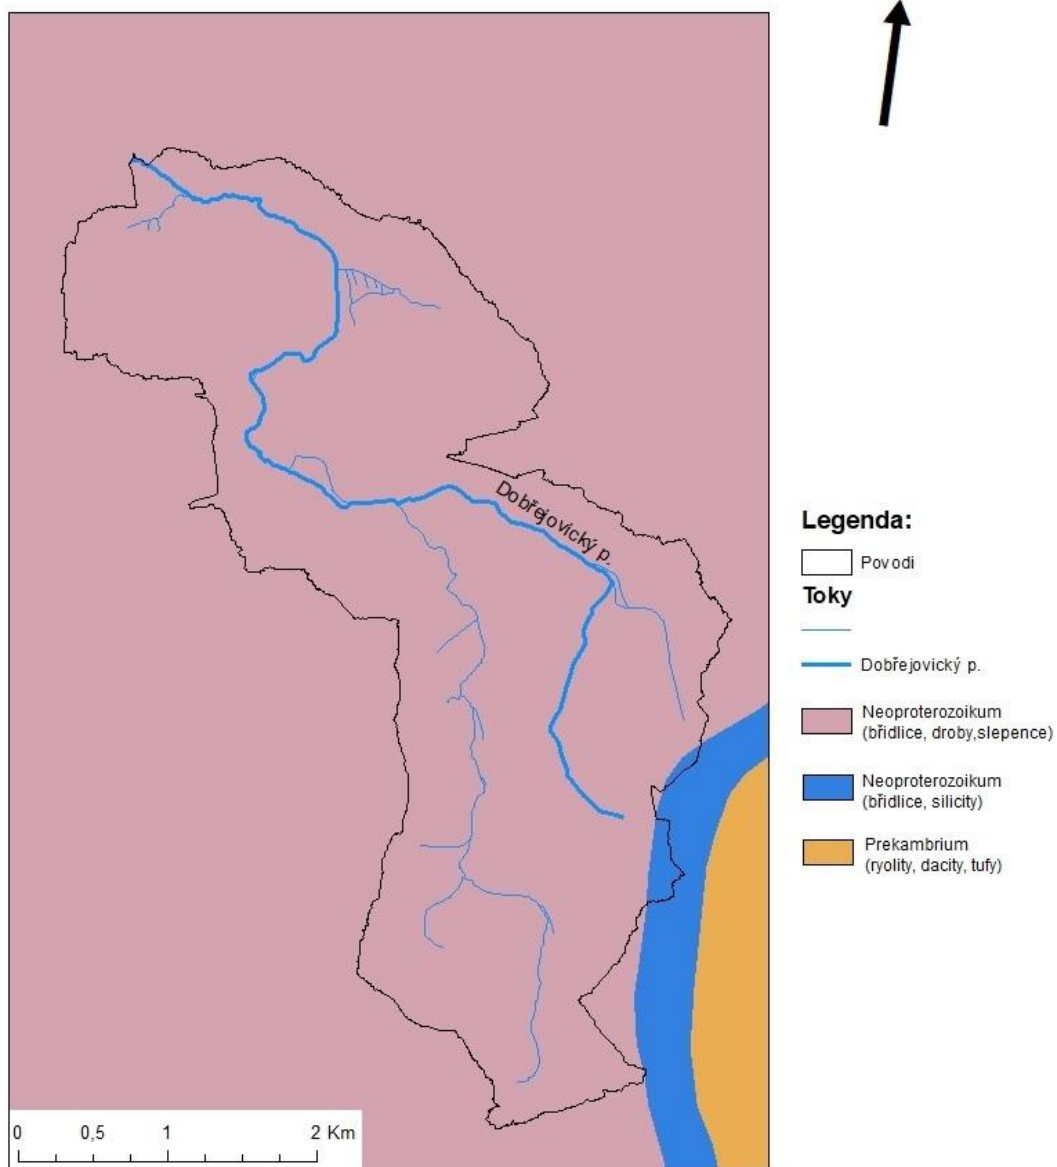 Dobřejovický p.
Legenda:
Povodi
Toky
Dobřejovický p.
Neoproterozoikum
(břidlice, droby,slepence)
Neoproterozoikum
(břidlice, silicity)
Prekambrium
(ryolity, dacity, tufy)
0 0,5 1 2 Km